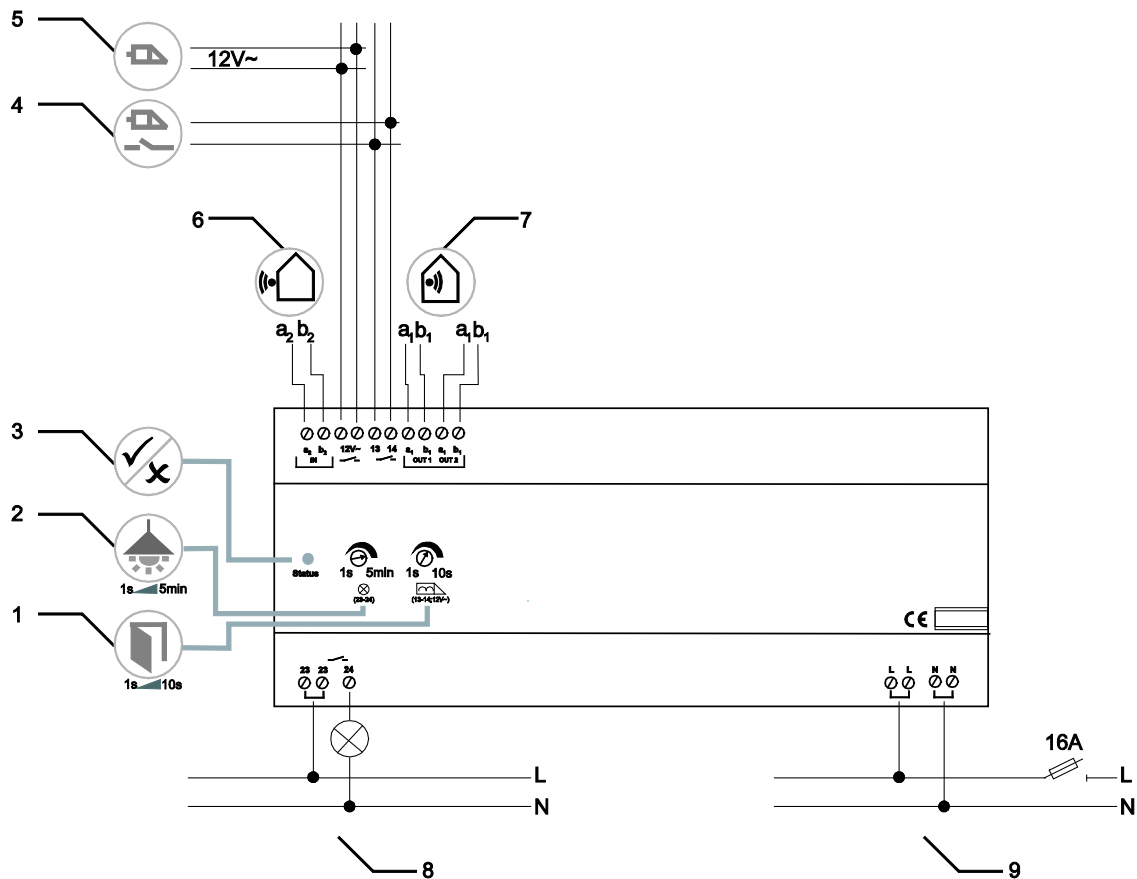 5
12V~
4
6
7
a2 b2
a1 b1
a1 b1
a2 b2 12V~ 13 14 a1 b1 a1 b1
IN OUT 1 OUT 2
3
2
1s 5min
1
1s 10s
Status
1s 5min
(23-24)
1s 10s
(13-14;12V~)
CE
23 23 24
L L N N
16A
L
N
L
N
8
9